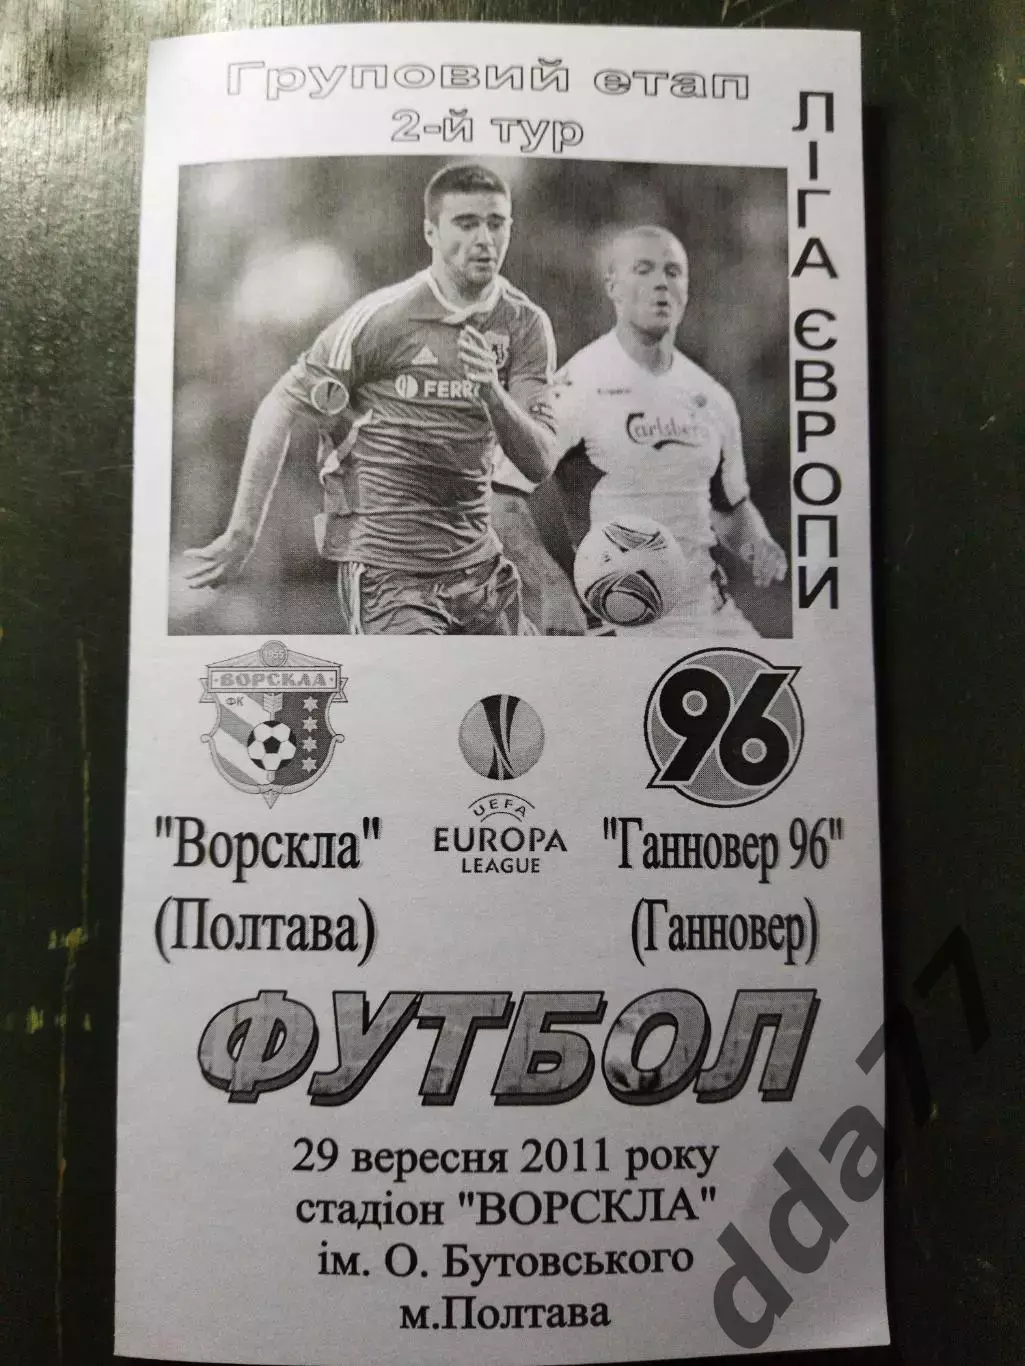 Груповий етап
2-й тур
ЛІГА ЄВРОПИ
FERR
Carlsberg
1955
ВОРСКЛА
ФК
96
UEFA
EUROPA
LEAGUE
"Ворскла"
(Полтава)
"Ганновер 96"
(Ганновер)
ФУТБОЛ
29 вересня 2011 року
стадіон "ВОРСКЛА"
ім. О. Бутовського
м.Полтава
dda77